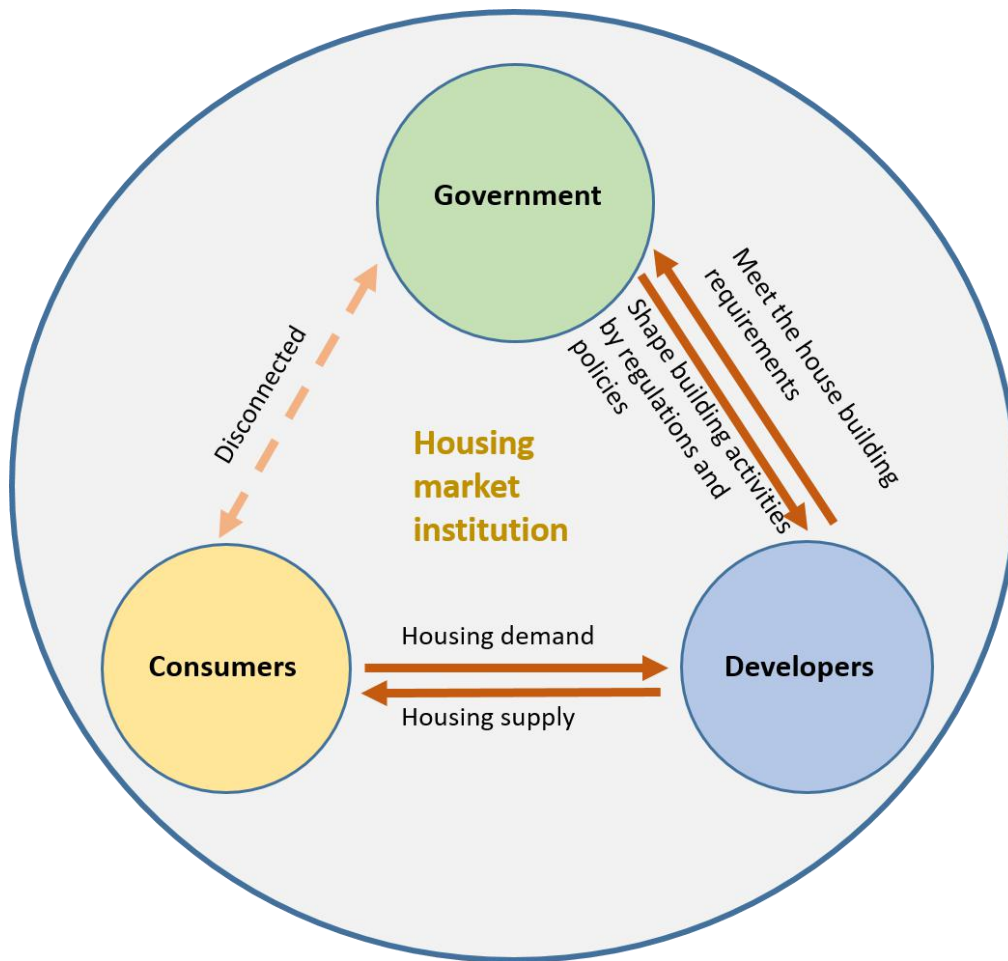 Government
Meet the house building
requirements
Shape building activities
by regulations and
policies
Disconnected
Housing
market
institution
Housing demand
Consumers
Developers
Housing supply